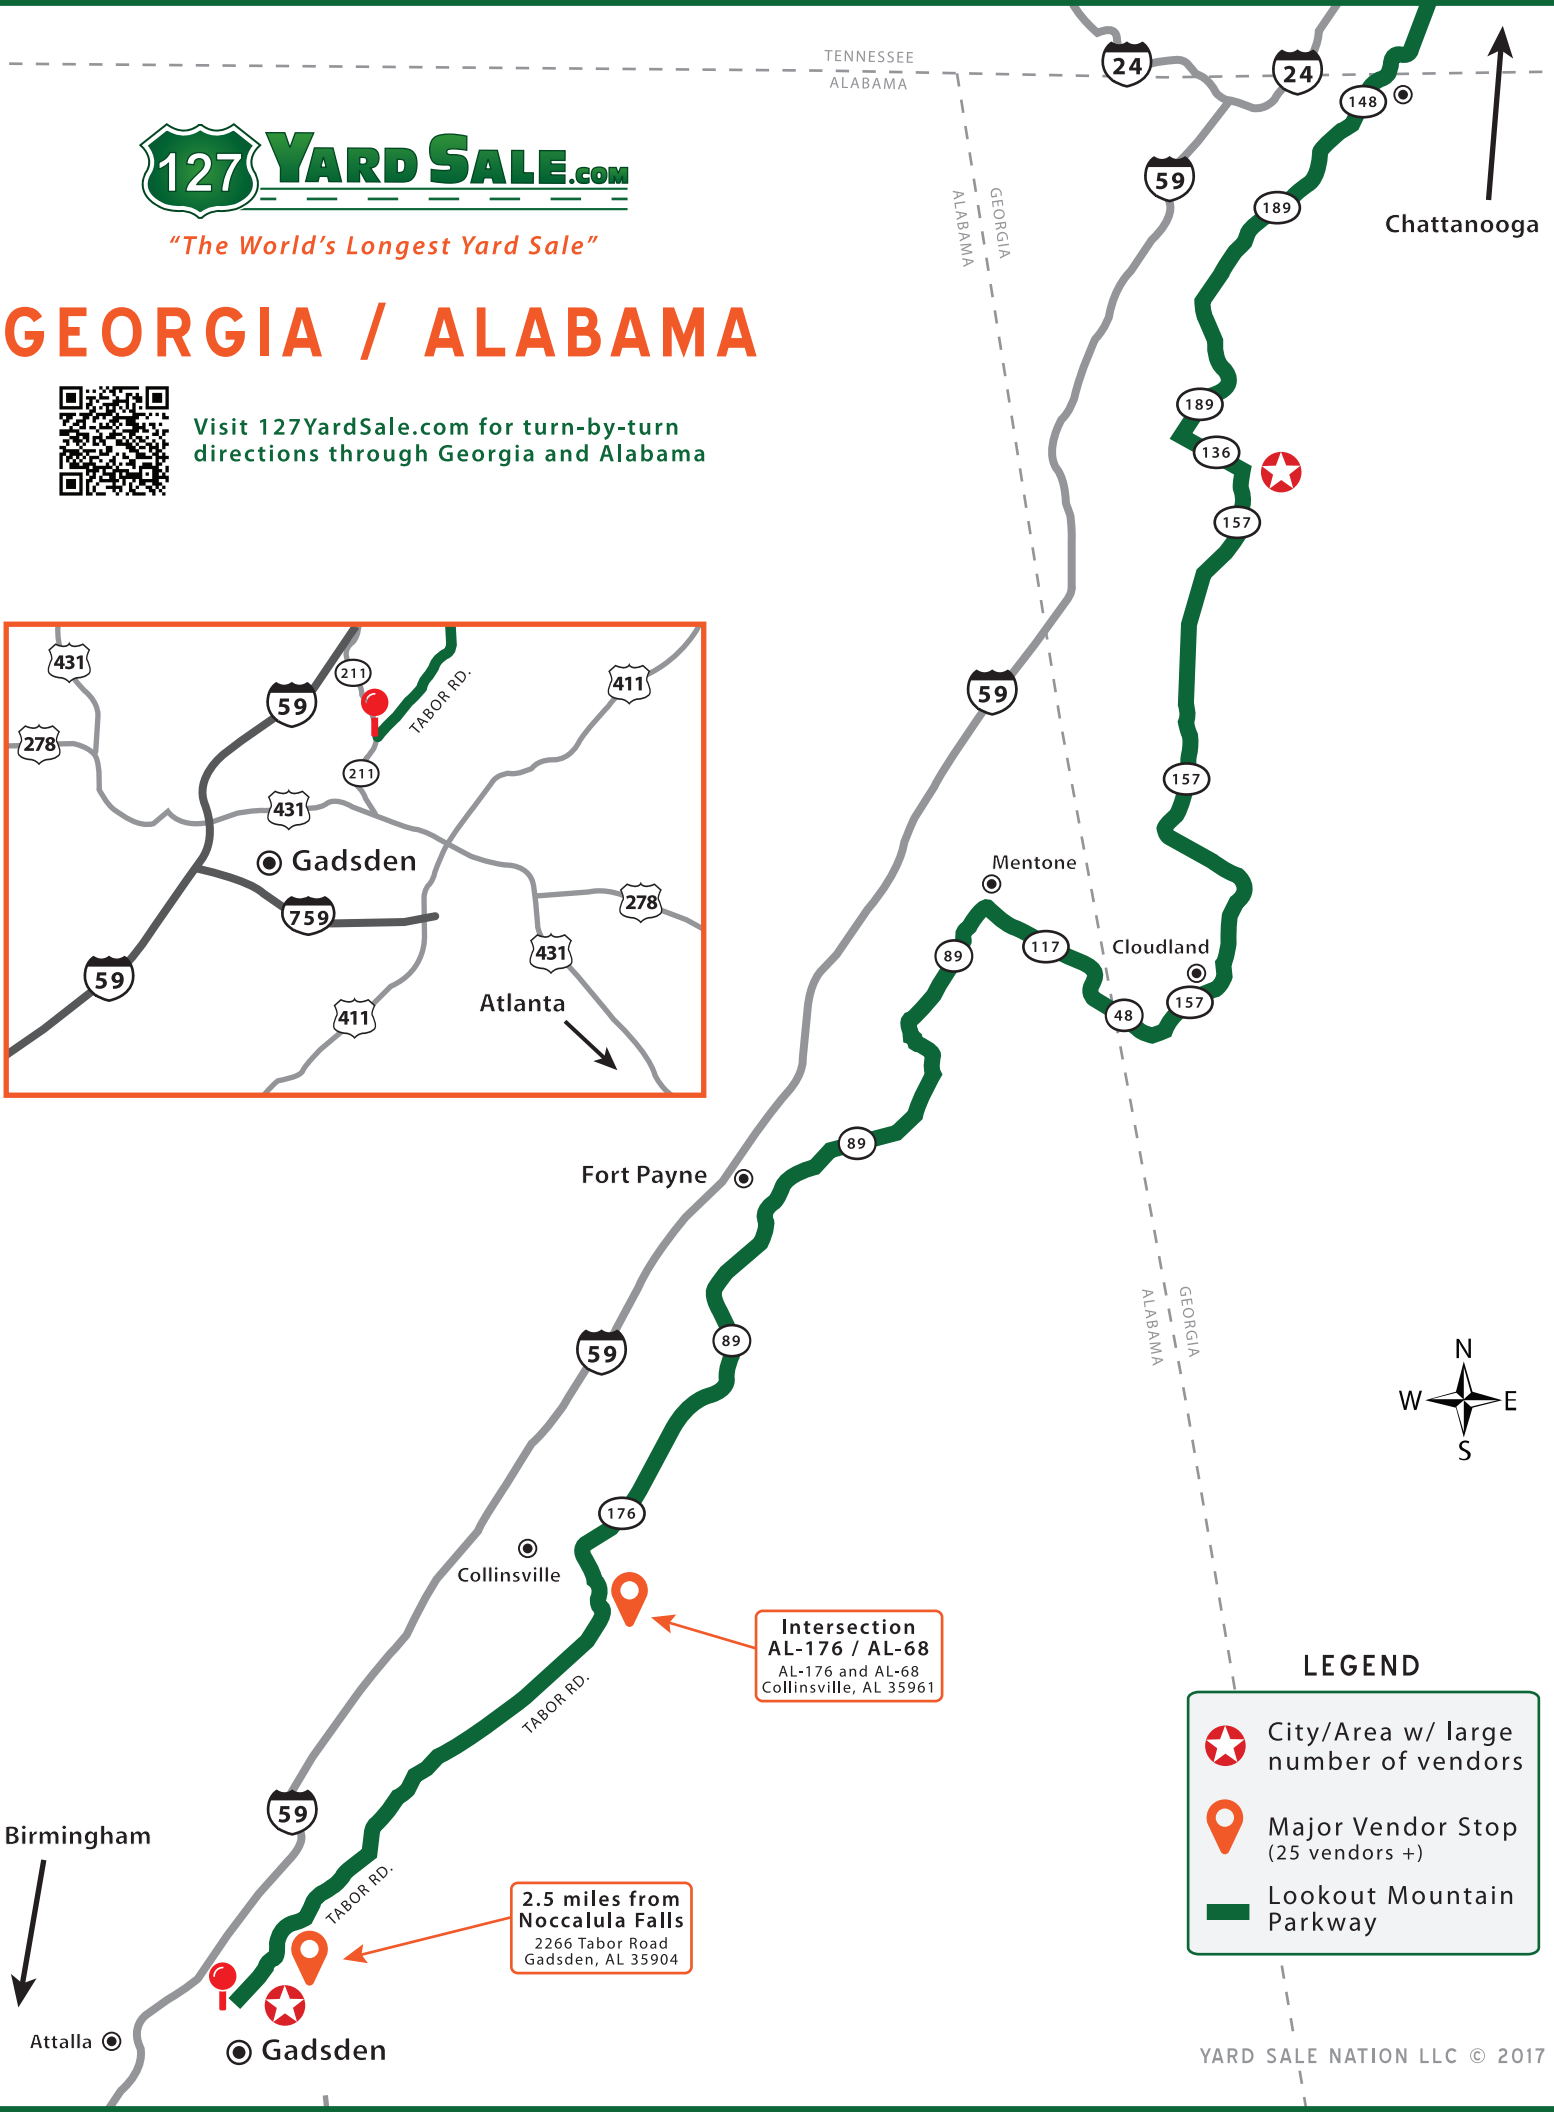 TENNESSEE
ALABAMA
24
24
148
59
189
Chattanooga
GEORGIA
ALABAMA
127 YARD SALE.COM
“The World’s Longest Yard Sale”
GEORGIA / ALABAMA
Visit 127YardSale.com for turn-by-turn
directions through Georgia and Alabama
189
136
157
431
211
59
411
TABOR RD.
278
211
431
Gadsden
759
278
431
59
Atlanta
411
59
157
Mentone
89
117
Cloudland
157
48
89
Fort Payne
GEORGIA
ALABAMA
59
89
N
W
E
S
176
Collinsville
Intersection
AL-176 / AL-68
AL-176 and AL-68
Collinsville, AL 35961
TABOR RD.
59
Birmingham
TABOR RD.
2.5 miles from
Noccalula Falls
2266 Tabor Road
Gadsden, AL 35904
Attalla
Gadsden
LEGEND
City/Area w/ large
number of vendors
Major Vendor Stop
(25 vendors +)
Lookout Mountain
Parkway
YARD SALE NATION LLC © 2017